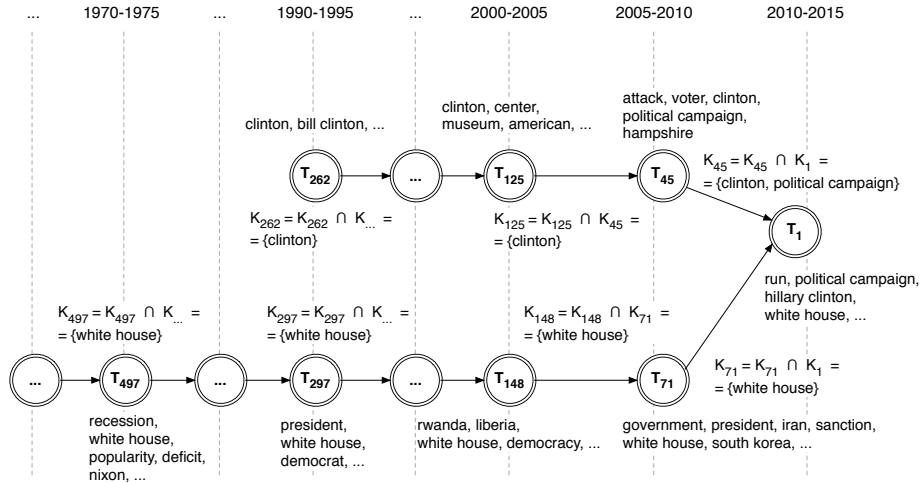 ... 1970-1975 ... 1990-1995 ... 2000-2005 2005-2010 2010-2015
clinton, bill clinton, ...
clinton, center,
museum, american, ...
attack, voter, clinton,
political campaign,
hampshire
T262
...
T125
T45
K45 = K45 ∩ K1 =
= {clinton, political campaign}
K262 = K262 ∩ K... =
= {clinton}
K125 = K125 ∩ K45 =
= {clinton}
T1
run, political campaign,
hillary clinton,
white house, ...
K497 = K497 ∩ K... =
= {white house}
K297 = K297 ∩ K... =
= {white house}
K148 = K148 ∩ K71 =
= {white house}
...
T497
...
T297
...
T148
T71
K71 = K71 ∩ K1 =
= {white house}
recession,
white house,
popularity, deficit,
nixon, ...
president,
white house,
democrat, ...
rwanda, liberia,
white house, democracy, ...
government, president, iran, sanction,
white house, south korea, ...